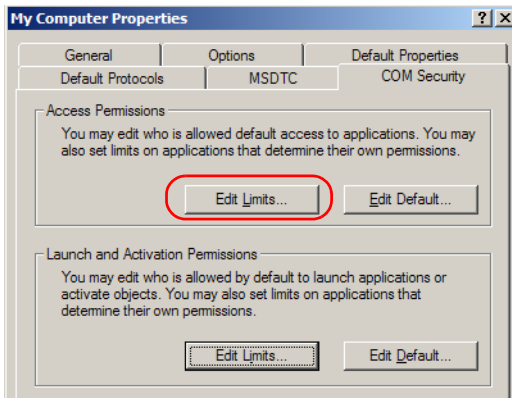 My Computer Properties
General Options Default Properties
Default Protocols MSDTC COM Security
Access Permissions
You may edit who is allowed default access to applications. You may
also set limits on applications that determine their own permissions.
Edit Limits... Edit Default...
Launch and Activation Permissions
You may edit who is allowed by default to launch applications or
activate objects. You may also set limits on applications that
determine their own permissions.
Edit Limits... Edit Default...